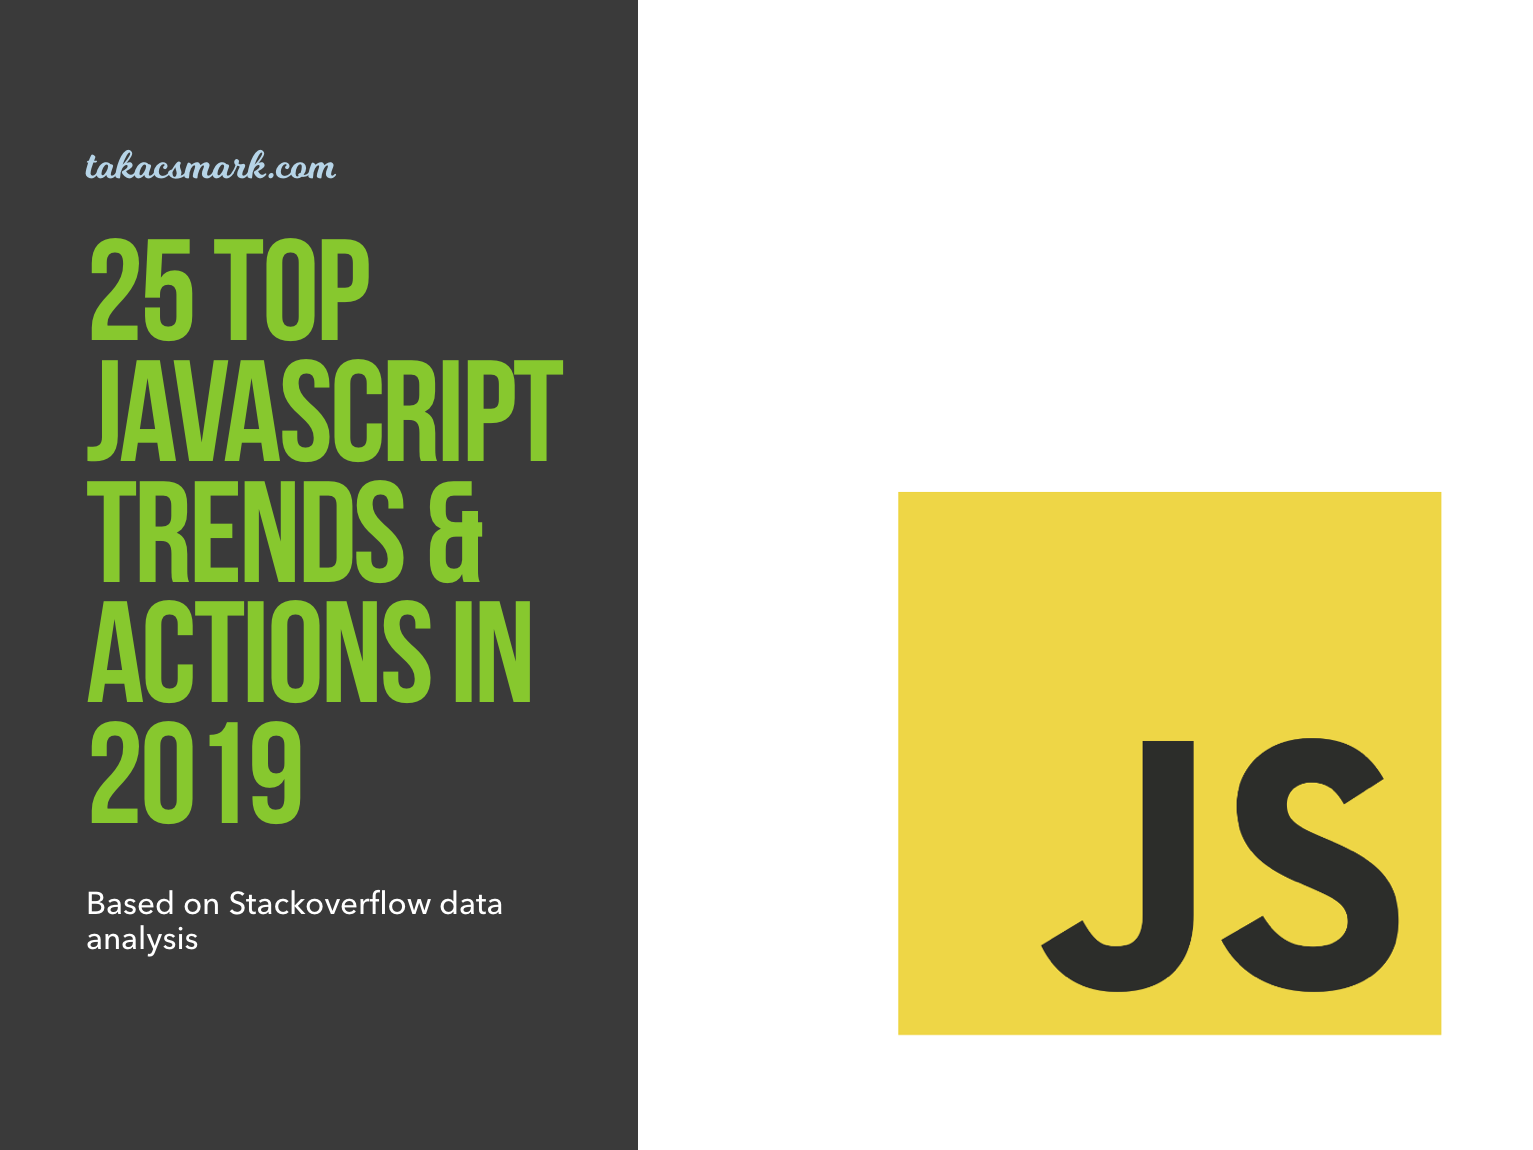 takacsmark.com
25 TOP
JAVASCRIPT
TRENDS &
ACTIONS IN
2019
Based on Stackoverflow data
analysis
JS